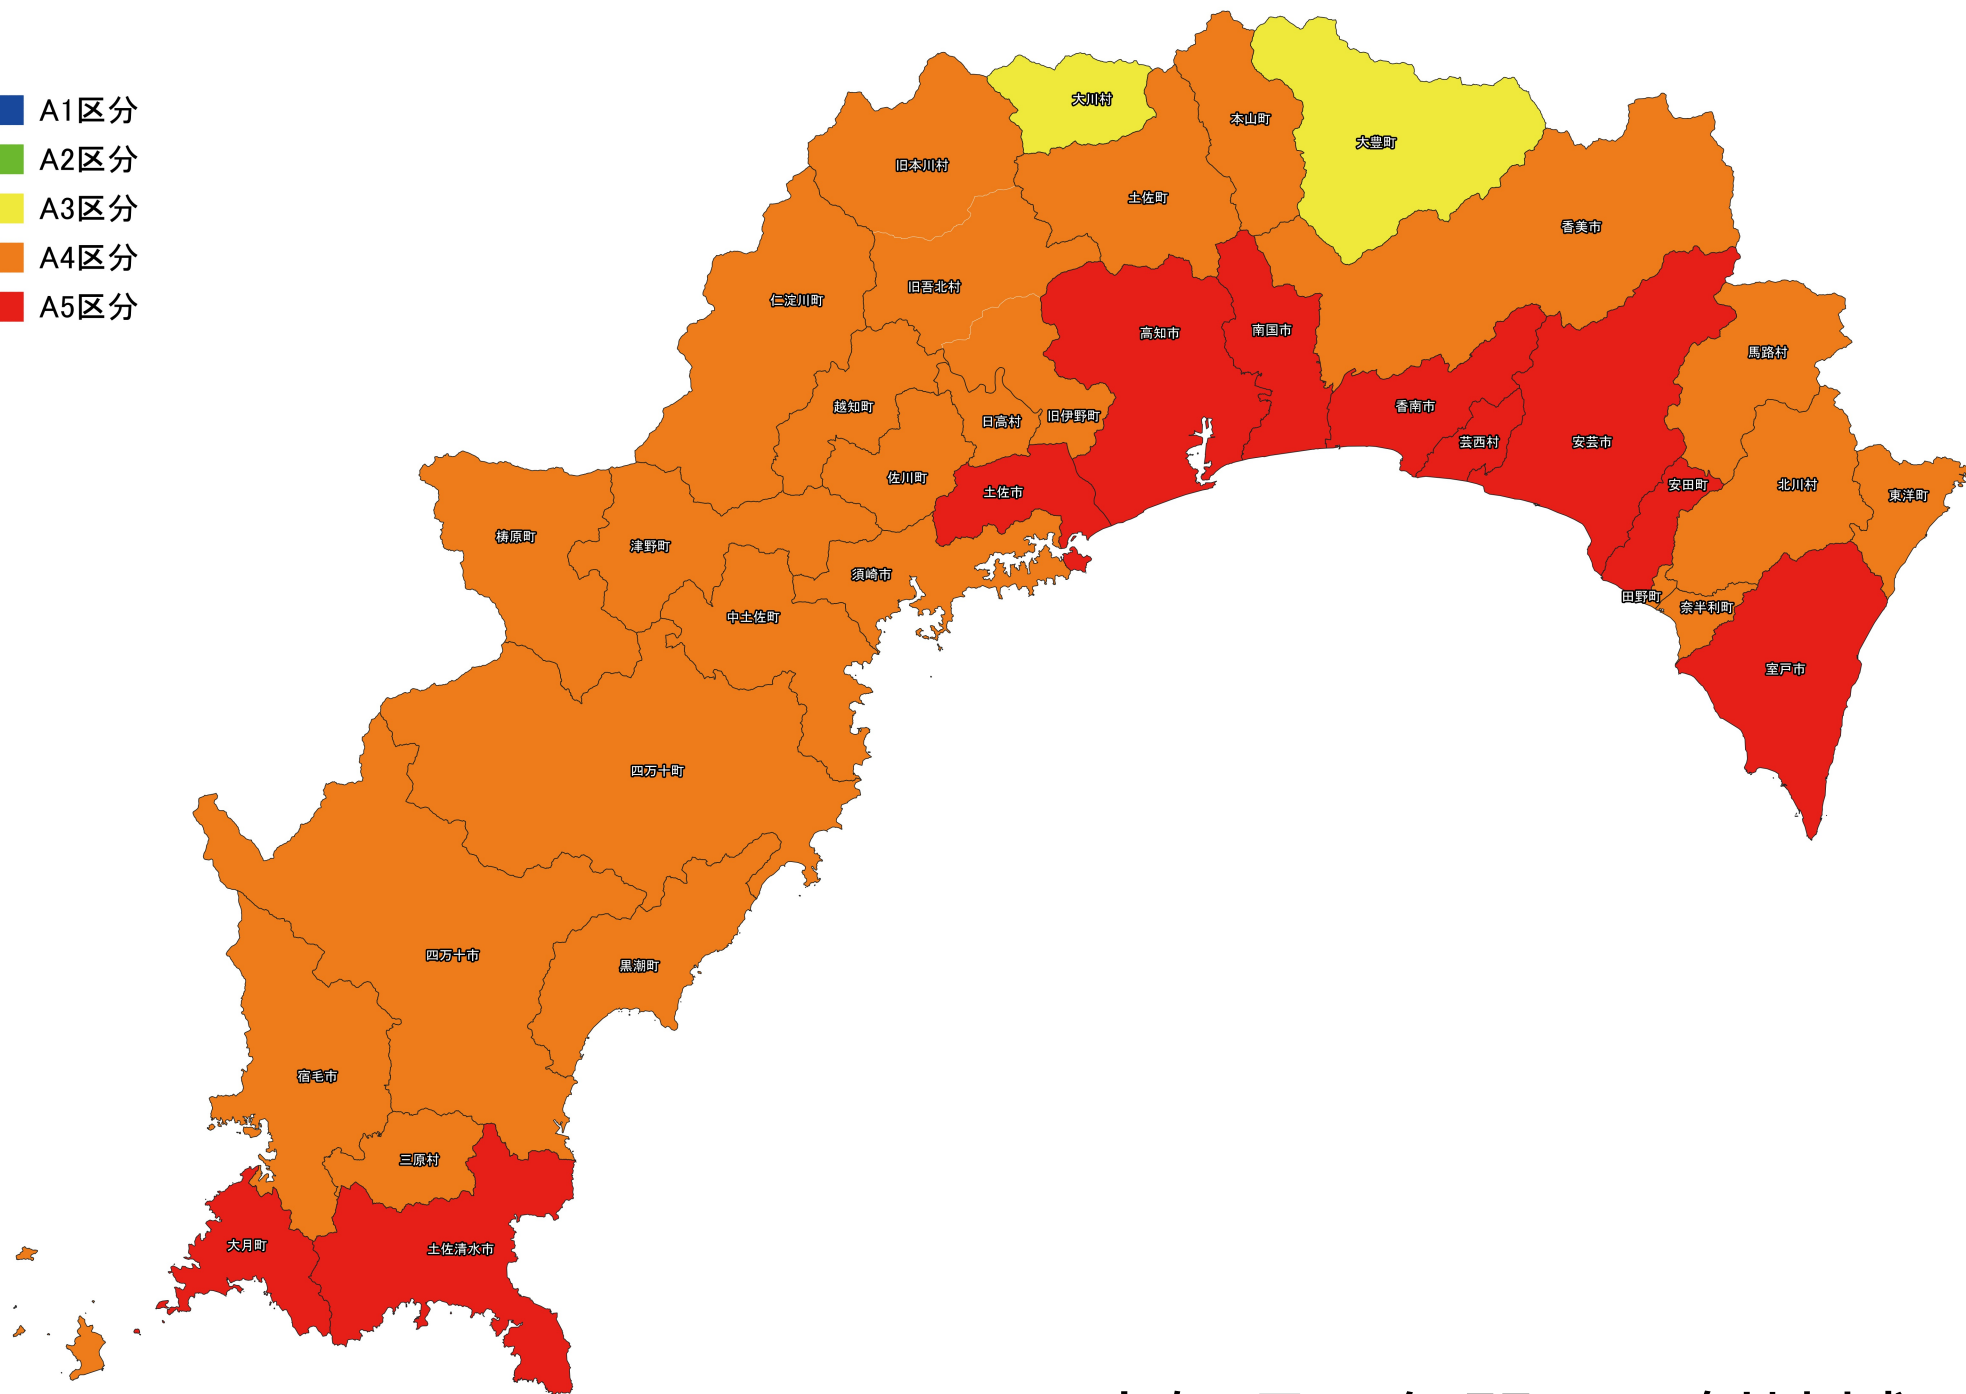 A1区分
A2区分
A3区分
A4区分
A5区分
大川村
本山町
大豊町
旧本川村
土佐町
香美市
旧吾北村
仁淀川町
高知市
南国市
馬路村
越知町
日高村
旧伊野町
香南市
芸西村
安芸市
佐川町
土佐市
安田町
北川村
東洋町
梼原町
津野町
須崎市
中土佐町
田野町
奈半利町
室戸市
四万十町
四万十市
黒潮町
宿毛市
三原村
大月町
土佐清水市